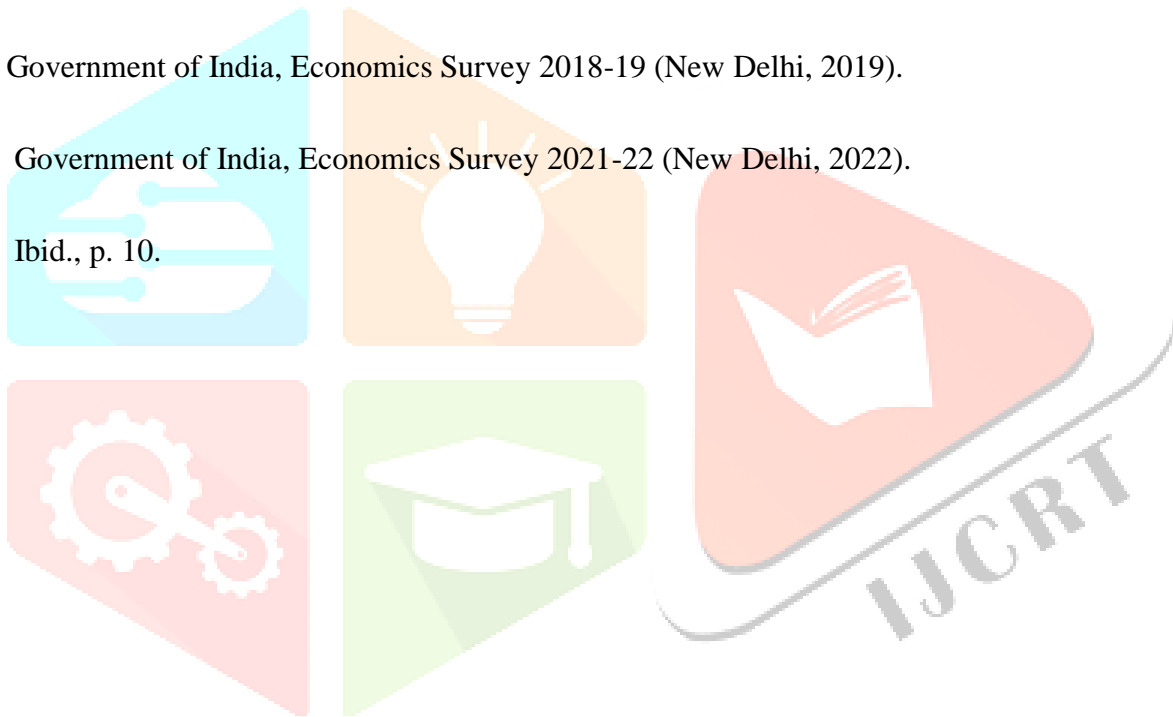 Government of India, Economics Survey 2018-19 (New Delhi, 2019).
Government of India, Economics Survey 2021-22 (New Delhi, 2022).
Ibid., p. 10.
IJCRT